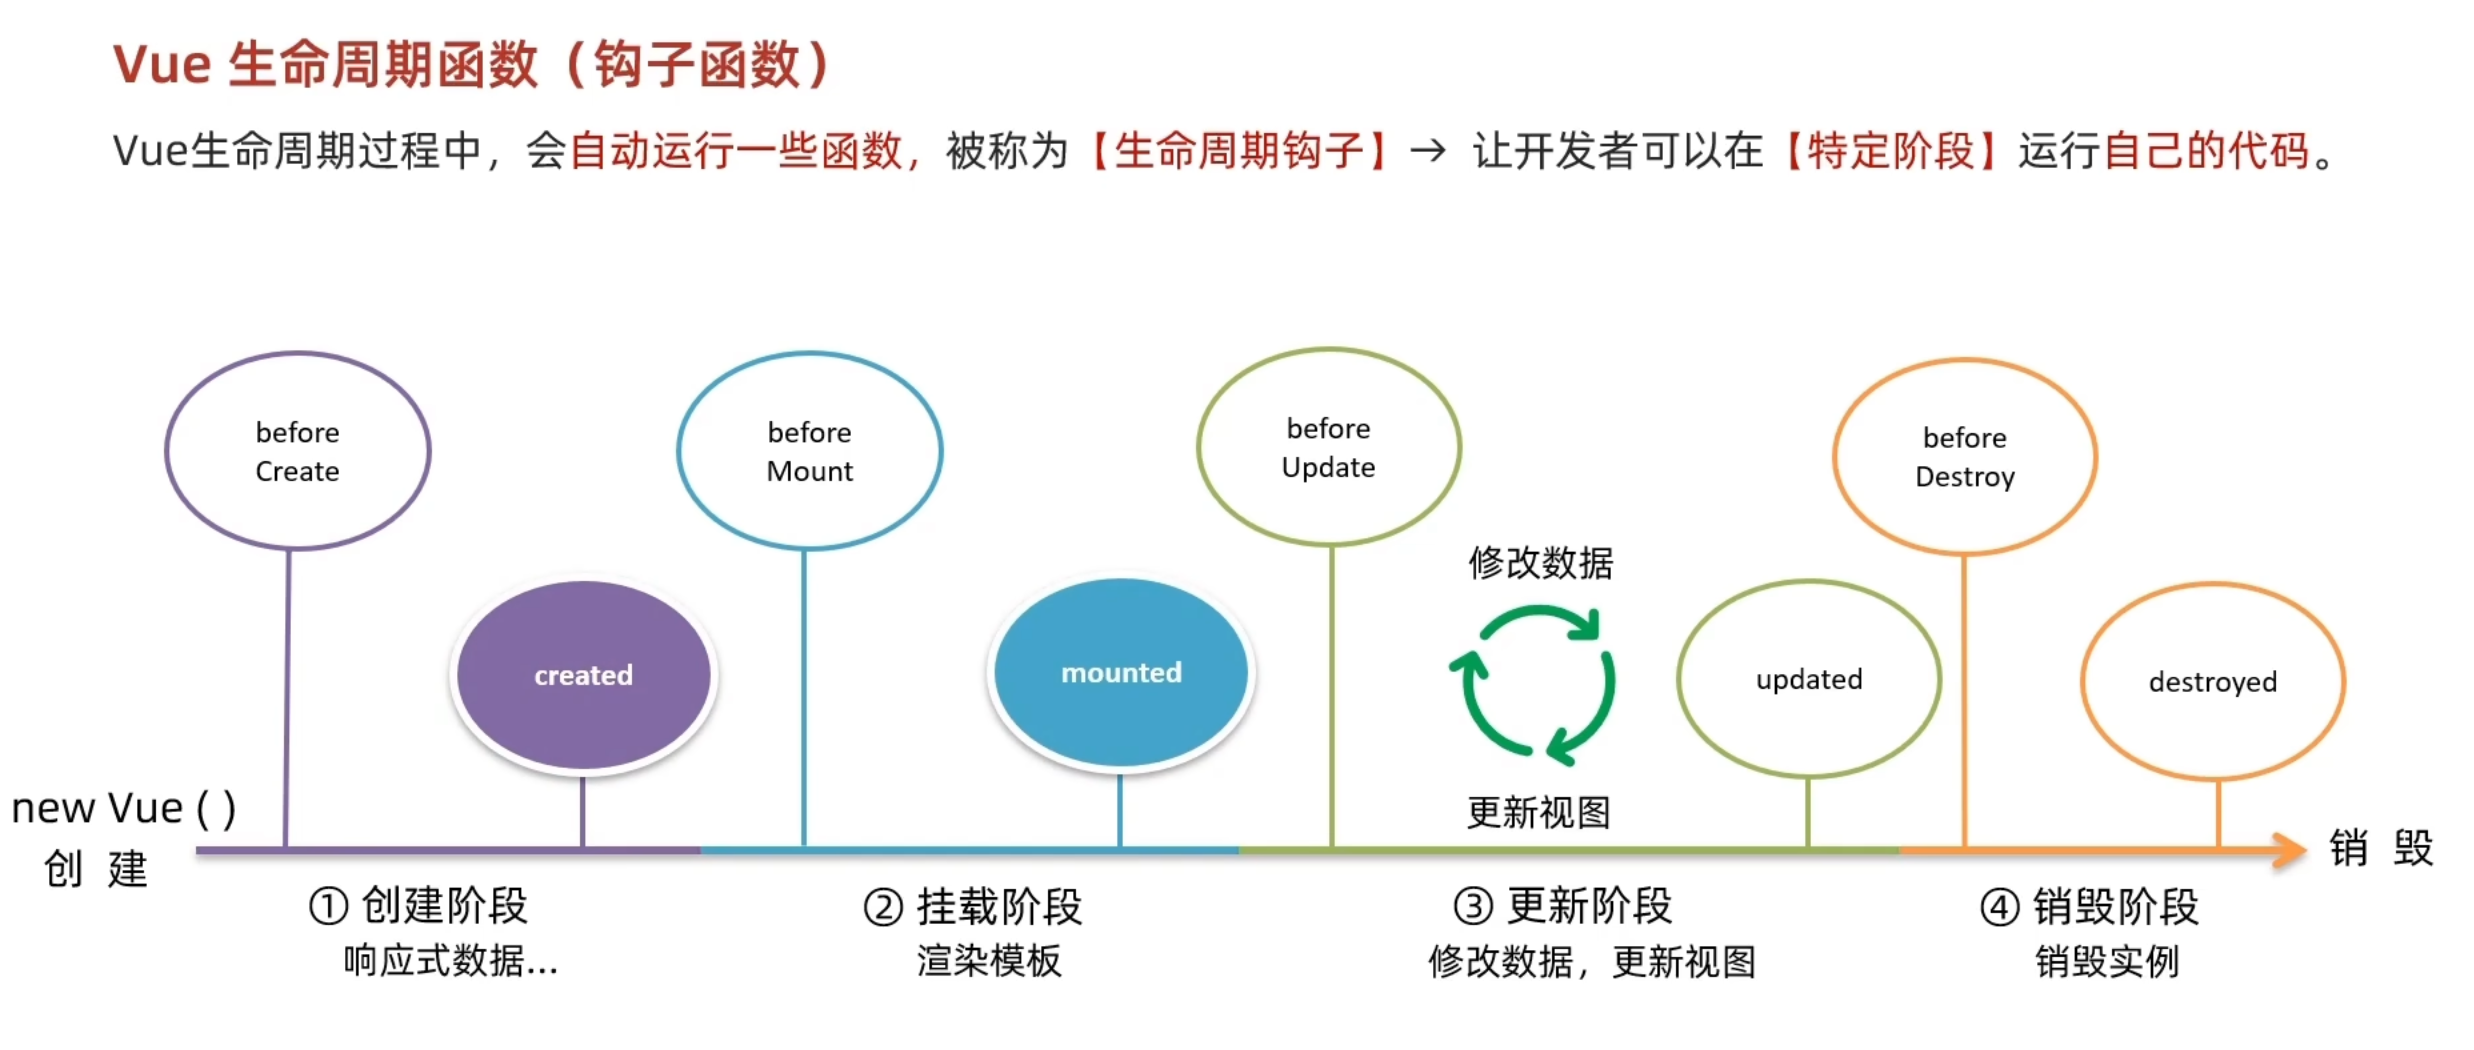 Vue 生命周期函数（钩子函数）
Vue生命周期过程中，会自动运行一些函数，被称为【生命周期钩子】→ 让开发者可以在【特定阶段】运行自己的代码。
before
Create
before
Mount
before
Update
before
Destroy
修改数据
created
mounted
updated
destroyed
更新视图
new Vue ( )
创 建
销 毁
① 创建阶段
响应式数据...
② 挂载阶段
渲染模板
③ 更新阶段
修改数据，更新视图
④ 销毁阶段
销毁实例